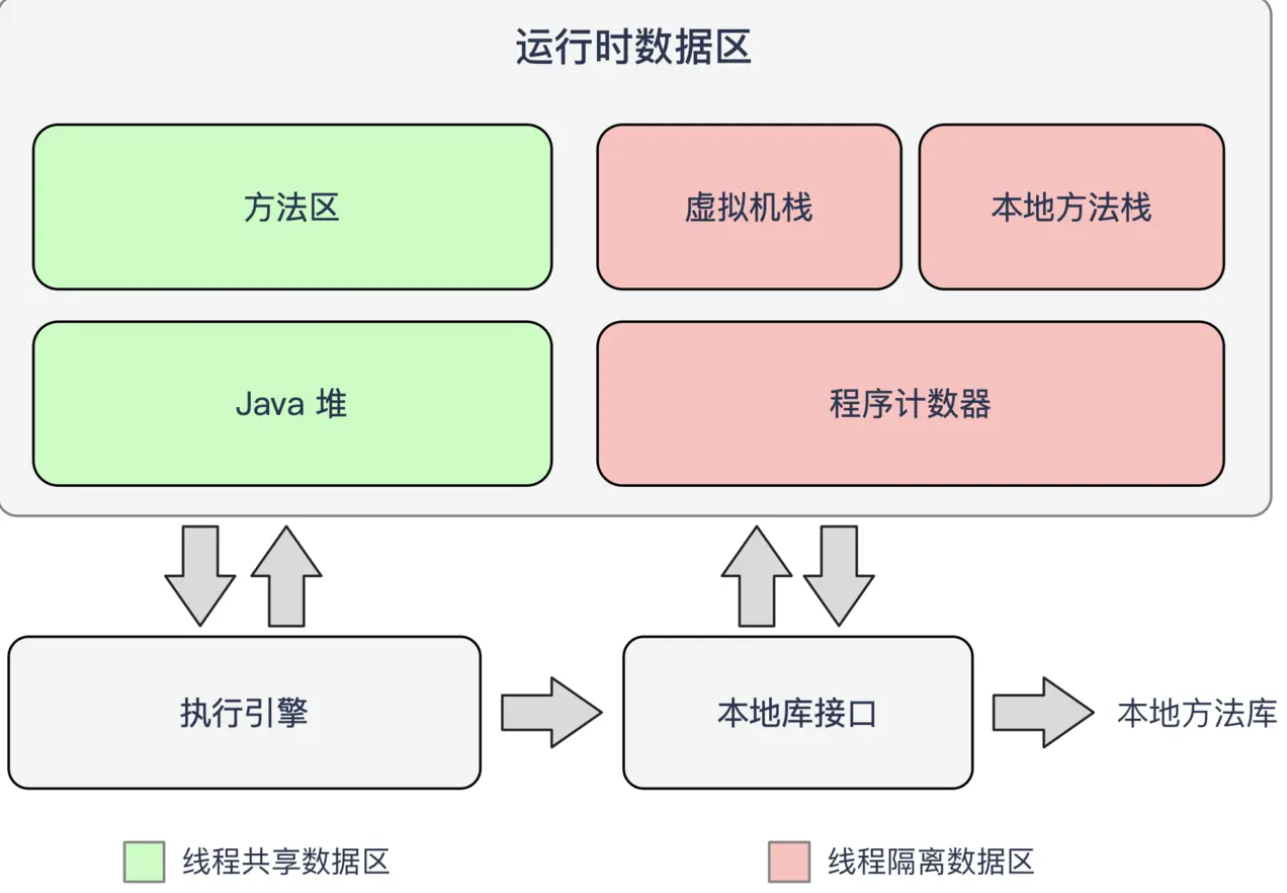 运行时数据区
方法区
虚拟机栈
本地方法栈
Java 堆
程序计数器
执行引擎
本地库接口
本地方法库
线程共享数据区
线程隔离数据区